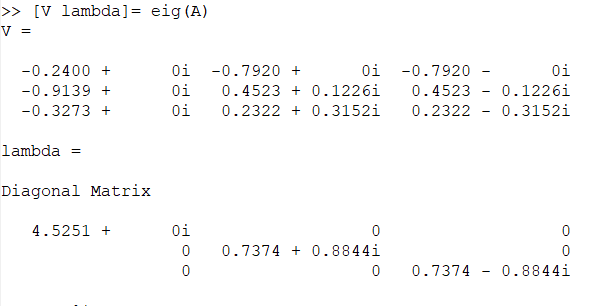 >> [V lambda]= eig(A)
V =
-0.2400 + 0i -0.7920 + 0i -0.7920 - 0i
-0.9139 + 0i 0.4523 + 0.1226i 0.4523 - 0.1226i
-0.3273 + 0i 0.2322 + 0.3152i 0.2322 - 0.3152i
lambda =
Diagonal Matrix
4.5251 + 0i 0 0
0 0.7374 + 0.8844i 0
0 0 0.7374 - 0.8844i